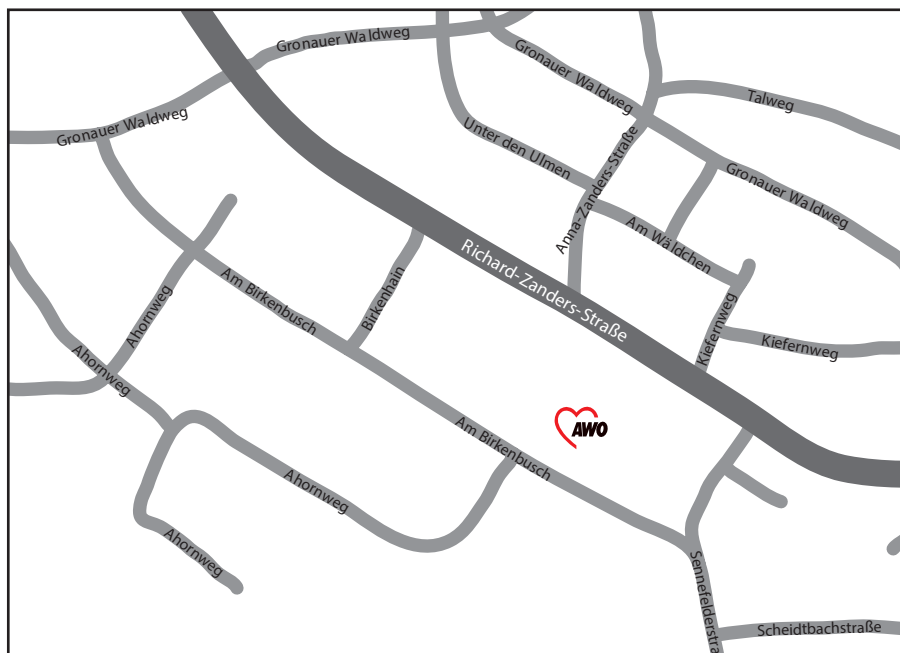 Gronauer Waldweg
Gronauer Waldweg
Gronauer Waldweg
Talweg
Unter den Ulmen
Anna-Zanders-Straße
Gronauer Waldweg
Am Wäldchen
Richard-Zanders-Straße
Am Birkenbusch
Birkenhain
Ahornweg
Kiefernweg
Kiefernweg
Ahornweg
AWO
Am Birkenbusch
Ahornweg
Ahornweg
Sennefelderstra
Scheidtbachstraße